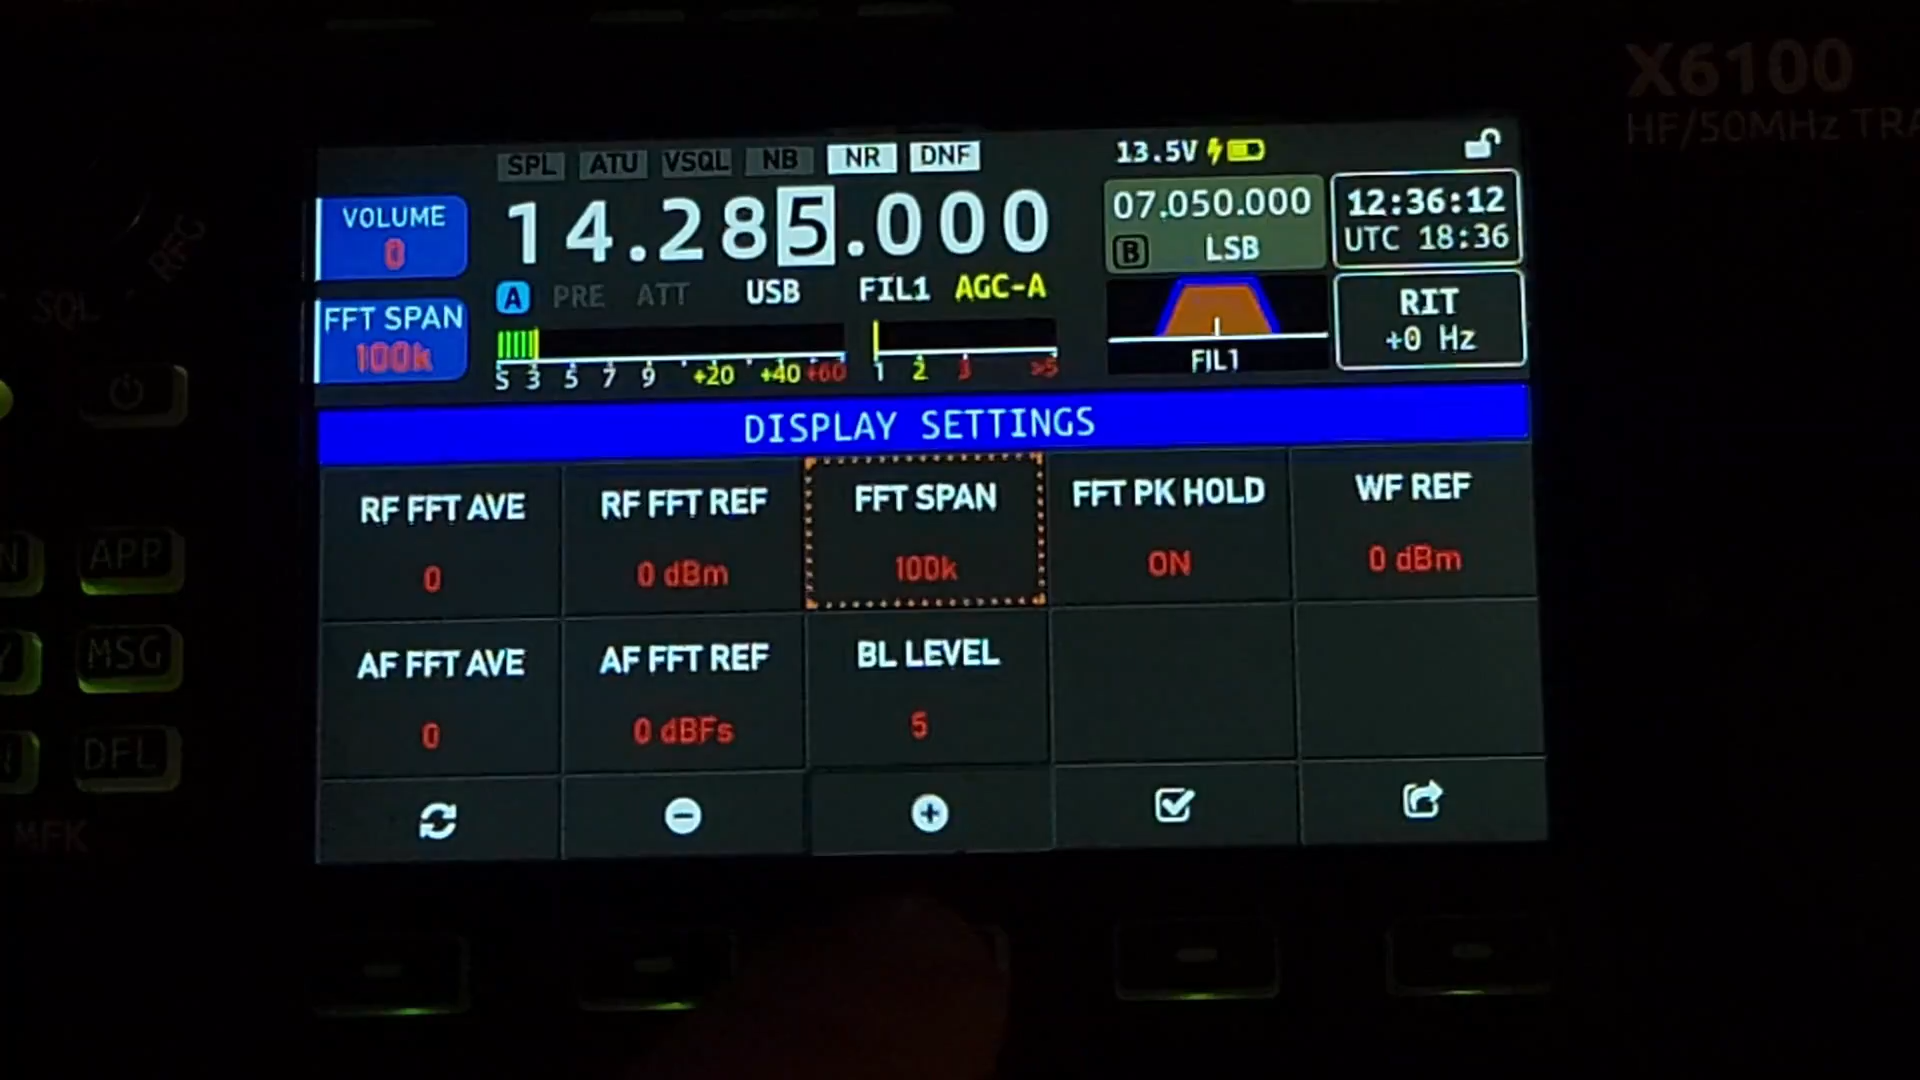 X6100
HF/50MHz TRA
SPL ATU VSQL NB NR DNF
13.5V
VOLUME
0
14.285.000
07.050.000
B LSB
12:36:12
UTC 18:36
FFT SPAN
100k
A PRE ATT USB FIL1 AGC-A
S 3 5 7 9 +20 +40 +60
1 2 3 >5
FIL1
RIT
+0 Hz
DISPLAY SETTINGS
RF FFT AVE
0
RF FFT REF
0 dBm
FFT SPAN
100k
FFT PK HOLD
ON
WF REF
0 dBm
AF FFT AVE
0
AF FFT REF
0 dBFs
BL LEVEL
5
RFG
SQL
N
APP
Y
MSG
DFL
MFK